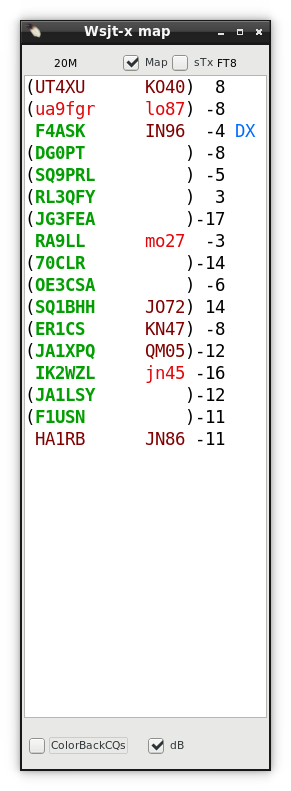 Wsjt-x map
20M Map sTx FT8
(UT4XU KO40) 8
(ua9fgr lo87) -8
F4ASK IN96 -4 DX
(DG0PT ) -8
(SQ9PRL ) -5
(RL3QFY ) 3
(JG3FEA )-17
RA9LL mo27 -3
(70CLR )-14
(OE3CSA ) -6
(SQ1BHH JO72) 14
(ER1CS KN47) -8
(JA1XPQ QM05)-12
IK2WZL jn45 -16
(JA1LSY )-12
(F1USN )-11
HA1RB JN86 -11
ColorBackCQs dB